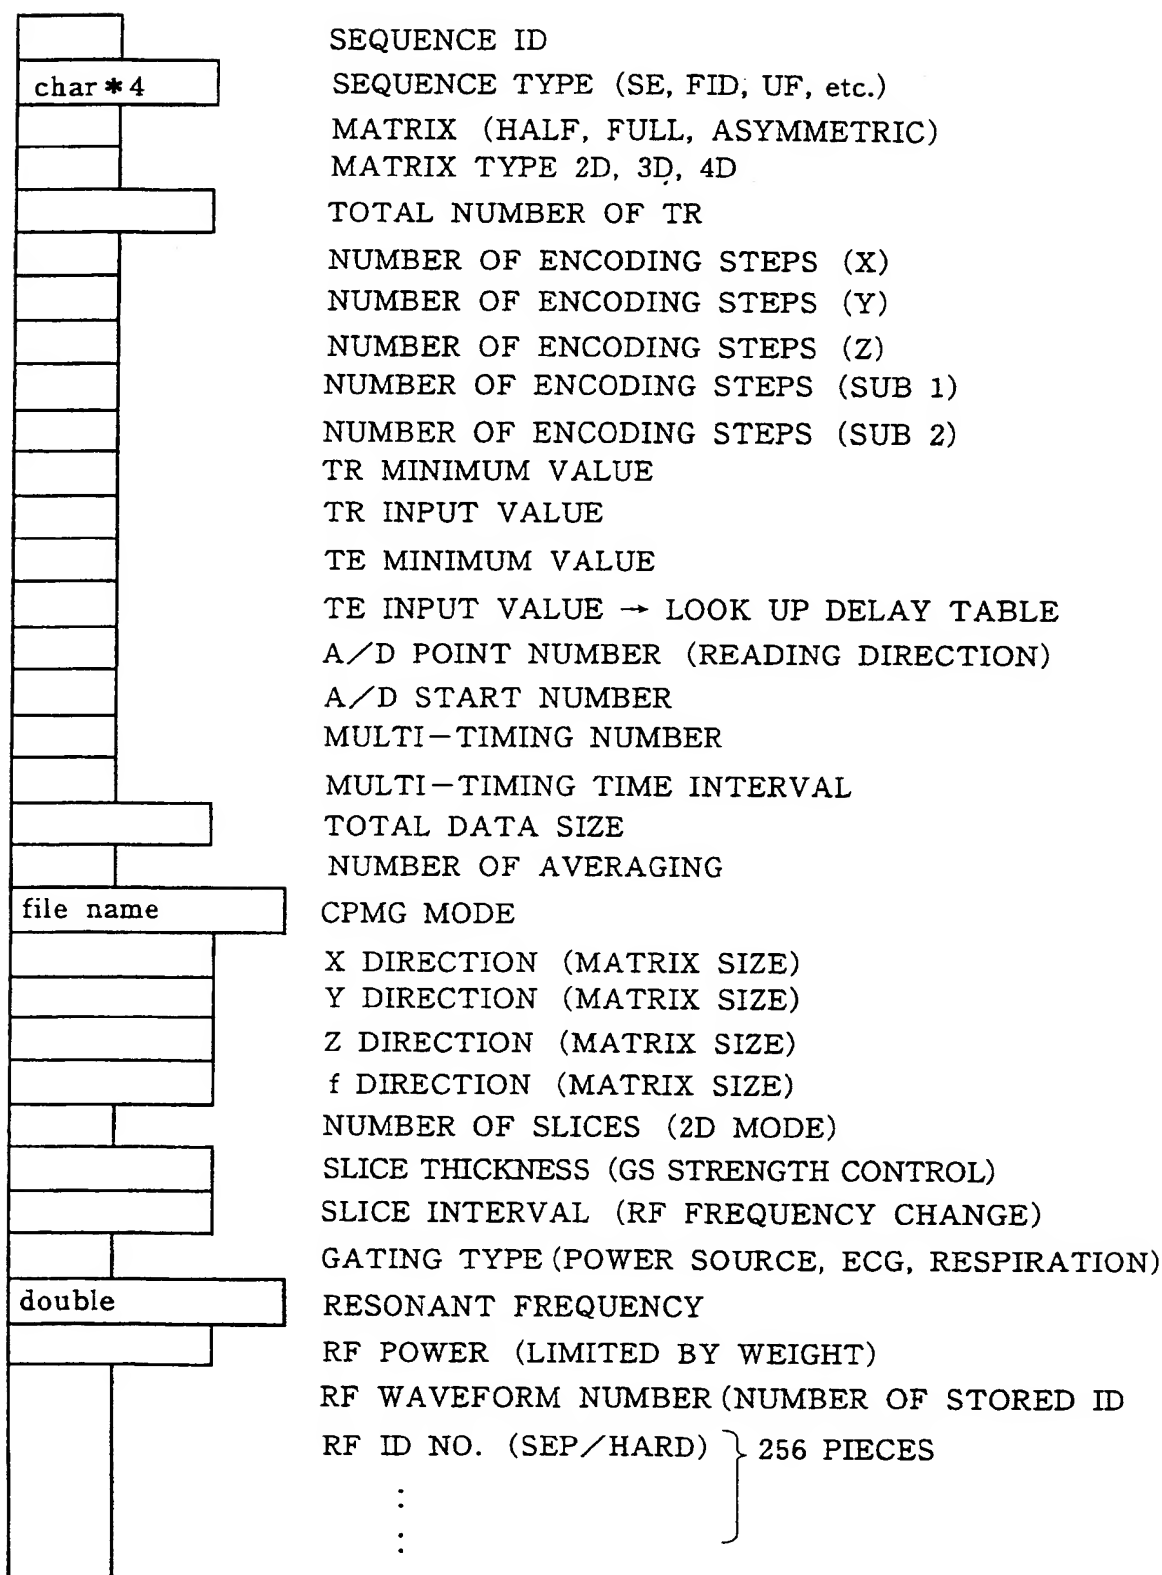 SEQUENCE ID
char*4 SEQUENCE TYPE (SE, FID, UF, etc.)
MATRIX (HALF, FULL, ASYMMETRIC)
MATRIX TYPE 2D, 3D, 4D
TOTAL NUMBER OF TR
NUMBER OF ENCODING STEPS (X)
NUMBER OF ENCODING STEPS (Y)
NUMBER OF ENCODING STEPS (Z)
NUMBER OF ENCODING STEPS (SUB 1)
NUMBER OF ENCODING STEPS (SUB 2)
TR MINIMUM VALUE
TR INPUT VALUE
TE MINIMUM VALUE
TE INPUT VALUE → LOOK UP DELAY TABLE
A/D POINT NUMBER (READING DIRECTION)
A/D START NUMBER
MULTI-TIMING NUMBER
MULTI-TIMING TIME INTERVAL
TOTAL DATA SIZE
NUMBER OF AVERAGING
file name CPMG MODE
X DIRECTION (MATRIX SIZE)
Y DIRECTION (MATRIX SIZE)
Z DIRECTION (MATRIX SIZE)
f DIRECTION (MATRIX SIZE)
NUMBER OF SLICES (2D MODE)
SLICE THICKNESS (GS STRENGTH CONTROL)
SLICE INTERVAL (RF FREQUENCY CHANGE)
GATING TYPE (POWER SOURCE, ECG, RESPIRATION)
double RESONANT FREQUENCY
RF POWER (LIMITED BY WEIGHT)
RF WAVEFORM NUMBER (NUMBER OF STORED ID
RF ID NO. (SEP/HARD) } 256 PIECES
:
: